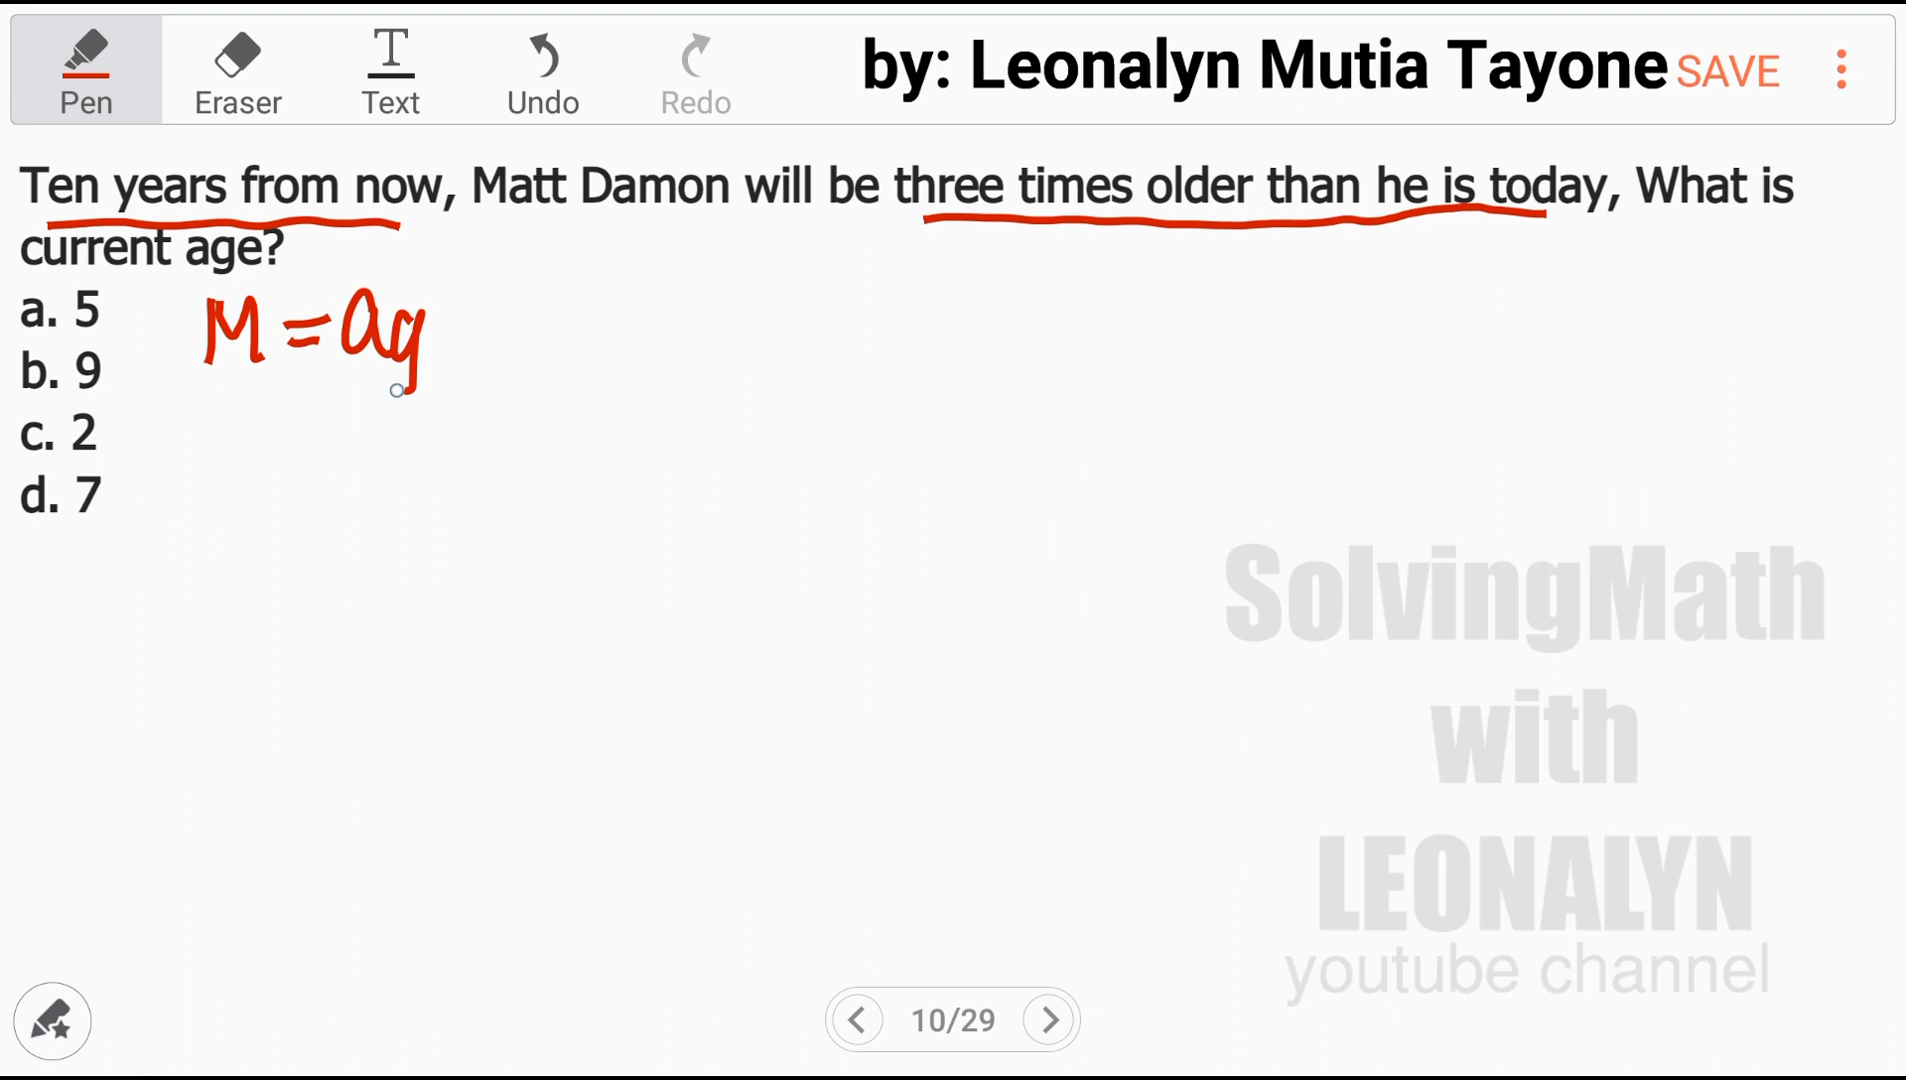 Pen
Eraser
Text
Undo
Redo
by: Leonalyn Mutia Tayone
SAVE
Ten years from now, Matt Damon will be three times older than he is today, What is
current age?
a. 5
b. 9
c. 2
d. 7
M = ag
SolvingMath
with
LEONALYN
youtube channel
10/29